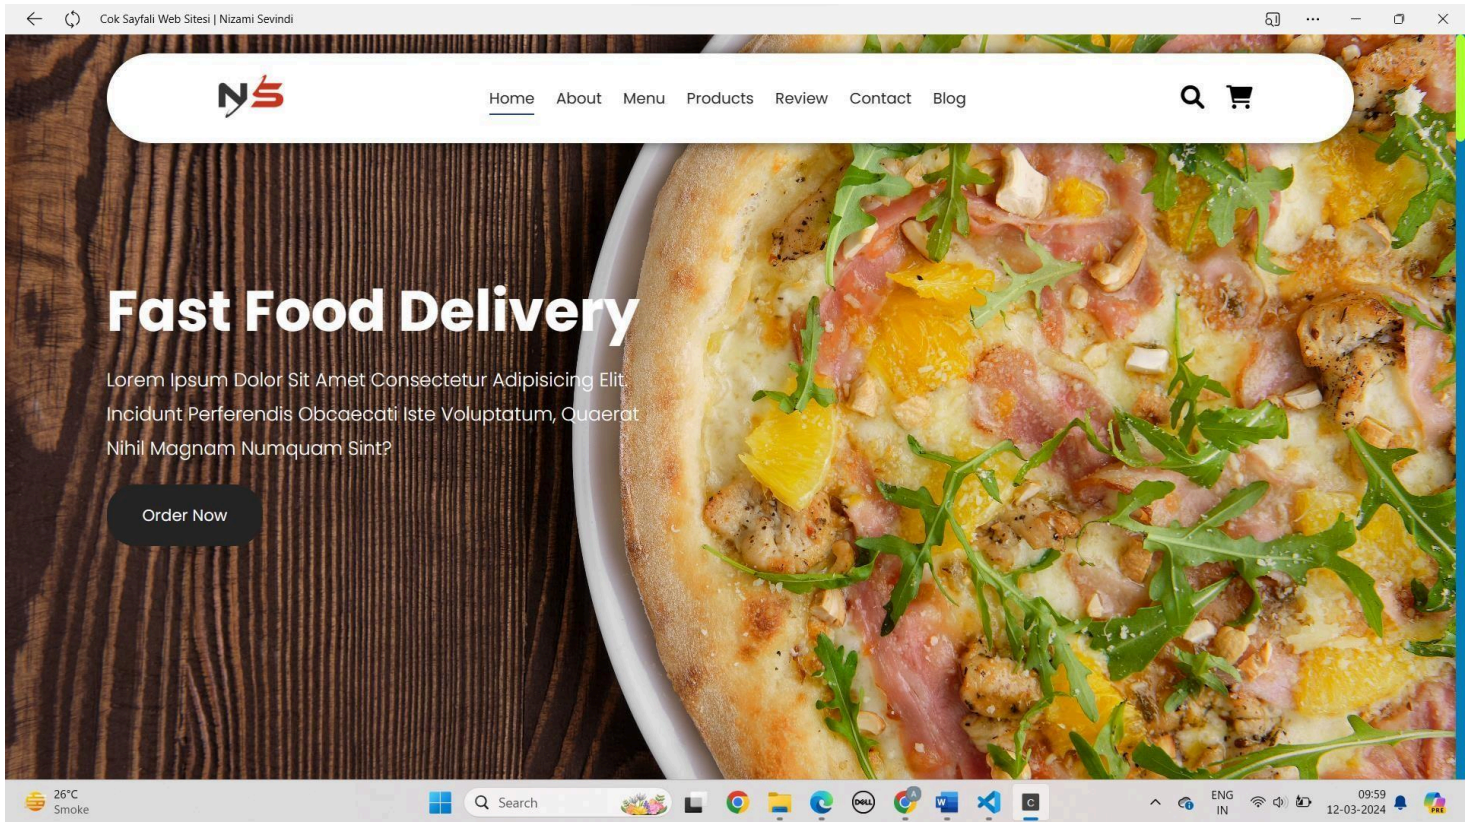 Cok Sayfali Web Sitesi | Nizami Sevindi
NS
Home About Menu Products Review Contact Blog
Fast Food Delivery
Lorem Ipsum Dolor Sit Amet Consectetur Adipisicing Elit.
Incidunt Perferendis Obcaecati Iste Voluptatum, Quaerat
Nihil Magnam Numquam Sint?
Order Now
26°C
Smoke
Search
DELL
A
C
ENG
IN
09:59
12-03-2024
PRE